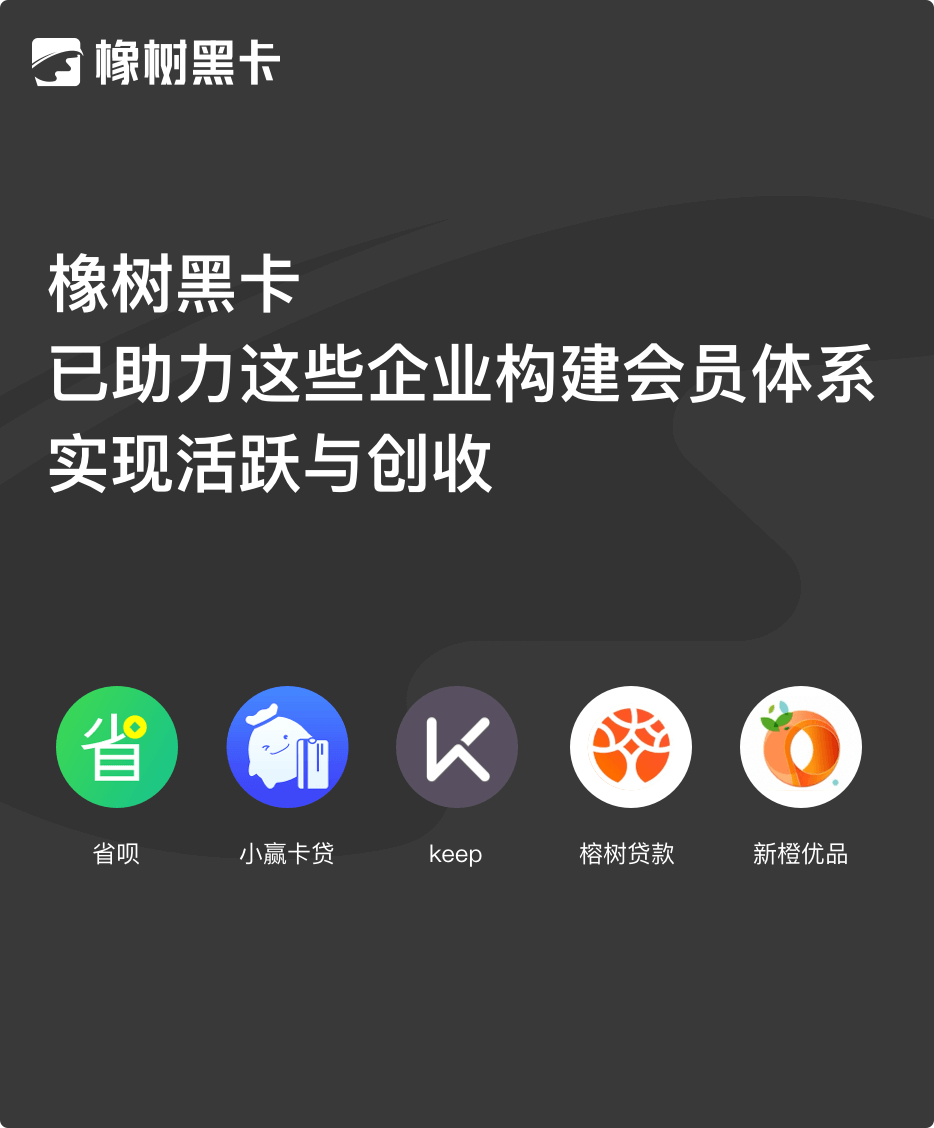 橡树黑卡
橡树黑卡
已助力这些企业构建会员体系
实现活跃与创收
省
省呗
小赢卡贷
keep
榕树贷款
新橙优品